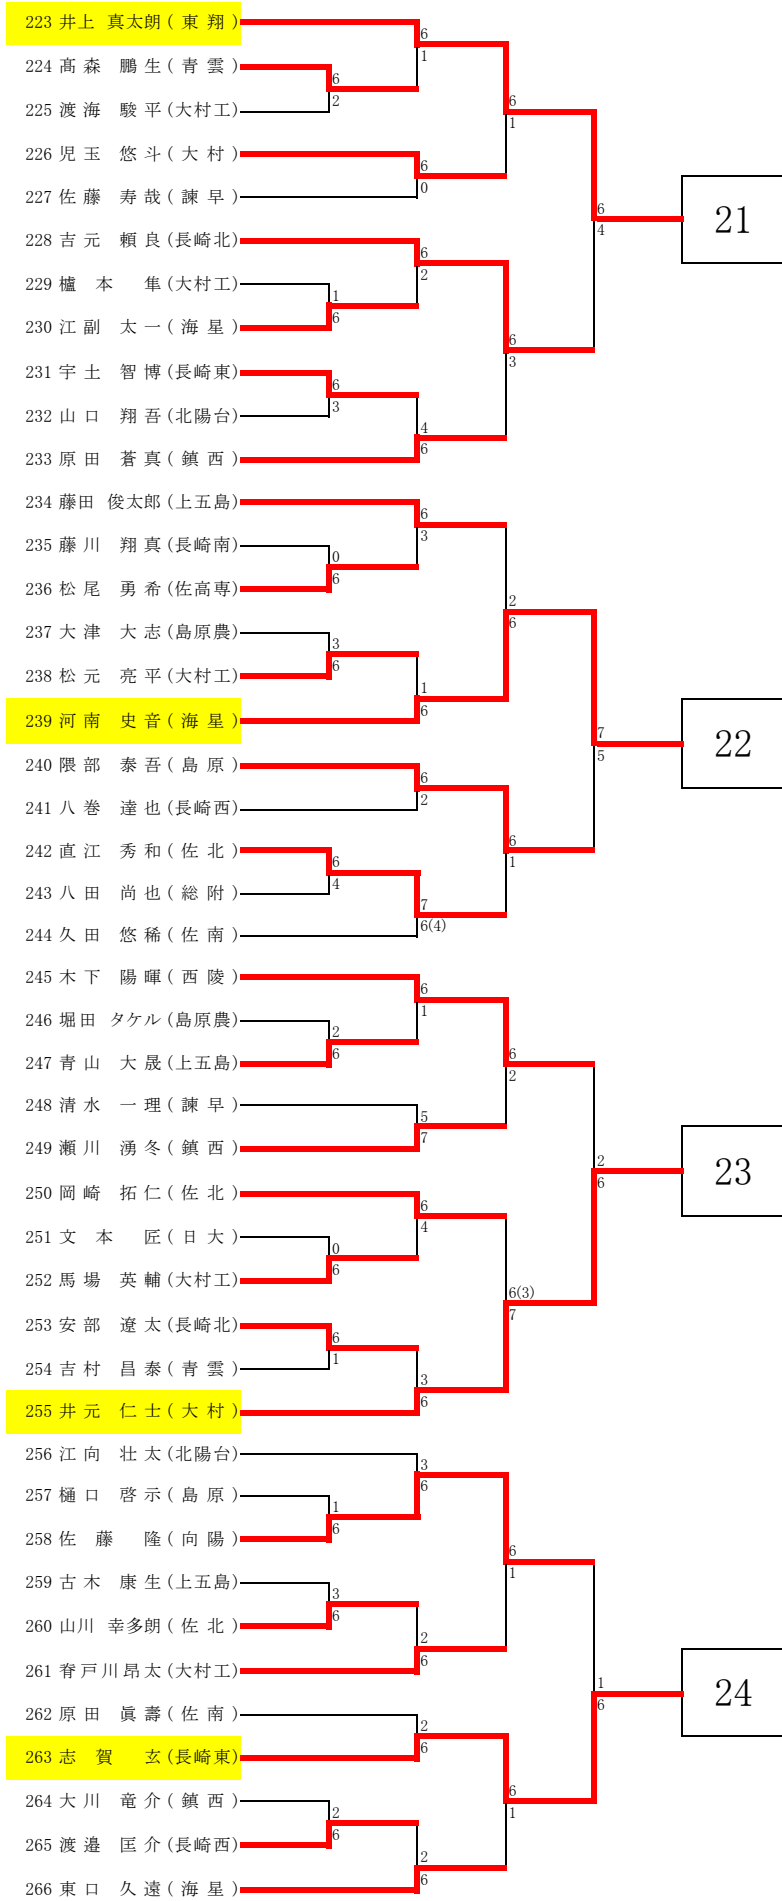 223 井上 真太朗 ( 東 翔 )
6
1
224 髙 森 鵬 生 ( 青 雲 )
6
2
225 渡 海 駿 平 (大村工)
6
1
226 児 玉 悠 斗 ( 大 村 )
6
0
227 佐 藤 寿 哉 ( 諫 早 )
6
4
21
228 吉 元 頼 良 (長崎北)
6
2
229 櫨 本 隼 (大村工)
1
6
230 江 副 太 一 ( 海 星 )
6
3
231 宇 土 智 博 (長崎東)
6
3
232 山 口 翔 吾 (北陽台)
4
6
233 原 田 蒼 真 ( 鎮 西 )
234 藤田 俊太郎 (上五島)
6
3
235 藤 川 翔 真 (長崎南)
0
6
236 松 尾 勇 希 (佐高専)
2
6
237 大 津 大 志 (島原農)
3
6
238 松 元 亮 平 (大村工)
1
6
239 河 南 史 音 ( 海 星 )
7
5
22
240 隈 部 泰 吾 ( 島 原 )
6
2
241 八 巻 達 也 (長崎西)
6
1
242 直 江 秀 和 ( 佐 北 )
6
4
243 八 田 尚 也 ( 総 附 )
7
6(4)
244 久 田 悠 稀 ( 佐 南 )
245 木 下 陽 暉 ( 西 陵 )
6
1
246 堀田 タケル (島原農)
2
6
247 青 山 大 晟 (上五島)
6
2
248 清 水 一 理 ( 諫 早 )
5
7
249 瀬 川 湧 冬 ( 鎮 西 )
2
6
23
250 岡 崎 拓 仁 ( 佐 北 )
6
4
251 文 本 匠 ( 日 大 )
0
6
252 馬 場 英 輔 (大村工)
6(3)
7
253 安 部 遼 太 (長崎北)
6
1
254 吉 村 昌 泰 ( 青 雲 )
3
6
255 井 元 仁 士 ( 大 村 )
256 江 向 壮 太 (北陽台)
3
6
257 樋 口 啓 示 ( 島 原 )
1
6
258 佐 藤 隆 ( 向 陽 )
6
1
259 古 木 康 生 (上五島)
3
6
260 山川 幸多朗 ( 佐 北 )
2
6
261 脊戸川昂太 (大村工)
1
6
24
262 原 田 眞 壽 ( 佐 南 )
2
6
263 志 賀 玄 (長崎東)
6
1
264 大 川 竜 介 ( 鎮 西 )
2
6
265 渡 邉 匡 介 (長崎西)
2
6
266 東 口 久 遠 ( 海 星 )